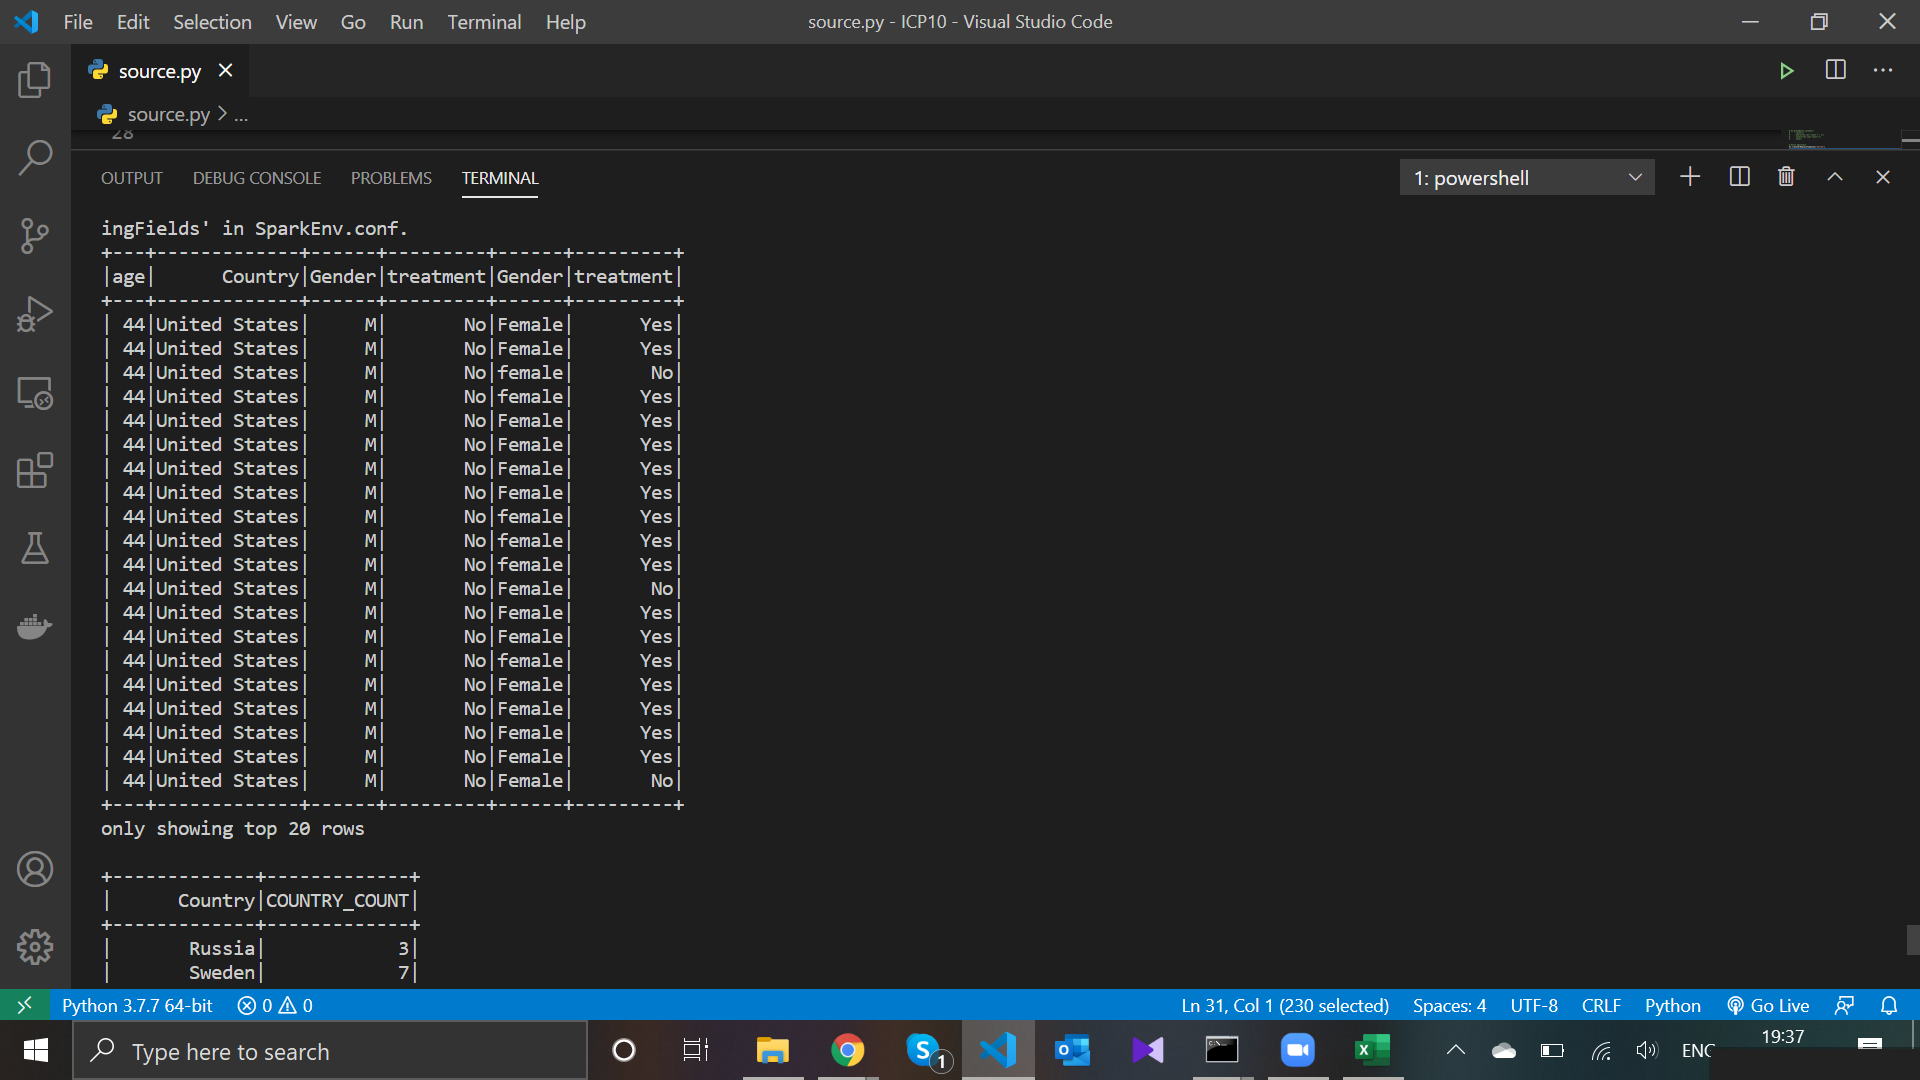 File Edit Selection View Go Run Terminal Help
source.py - ICP10 - Visual Studio Code
source.py
source.py > ...
28
OUTPUT DEBUG CONSOLE PROBLEMS TERMINAL
1: powershell
ingFields' in SparkEnv.conf.
+---+-------------+------+---------+------+---------+
|age|      Country|Gender|treatment|Gender|treatment|
+---+-------------+------+---------+------+---------+
| 44|United States|     M|       No|Female|      Yes|
| 44|United States|     M|       No|Female|      Yes|
| 44|United States|     M|       No|female|       No|
| 44|United States|     M|       No|female|      Yes|
| 44|United States|     M|       No|Female|      Yes|
| 44|United States|     M|       No|Female|      Yes|
| 44|United States|     M|       No|Female|      Yes|
| 44|United States|     M|       No|Female|      Yes|
| 44|United States|     M|       No|female|      Yes|
| 44|United States|     M|       No|female|      Yes|
| 44|United States|     M|       No|female|      Yes|
| 44|United States|     M|       No|Female|       No|
| 44|United States|     M|       No|Female|      Yes|
| 44|United States|     M|       No|Female|      Yes|
| 44|United States|     M|       No|female|      Yes|
| 44|United States|     M|       No|Female|      Yes|
| 44|United States|     M|       No|Female|      Yes|
| 44|United States|     M|       No|Female|      Yes|
| 44|United States|     M|       No|Female|      Yes|
| 44|United States|     M|       No|Female|       No|
+---+-------------+------+---------+------+---------+
only showing top 20 rows
+-------------+-------------+
|      Country|COUNTRY_COUNT|
+-------------+-------------+
|       Russia|            3|
|       Sweden|            7|
Python 3.7.7 64-bit 0 0 Ln 31, Col 1 (230 selected) Spaces: 4 UTF-8 CRLF Python Go Live
Type here to search
1
ENG
19:37